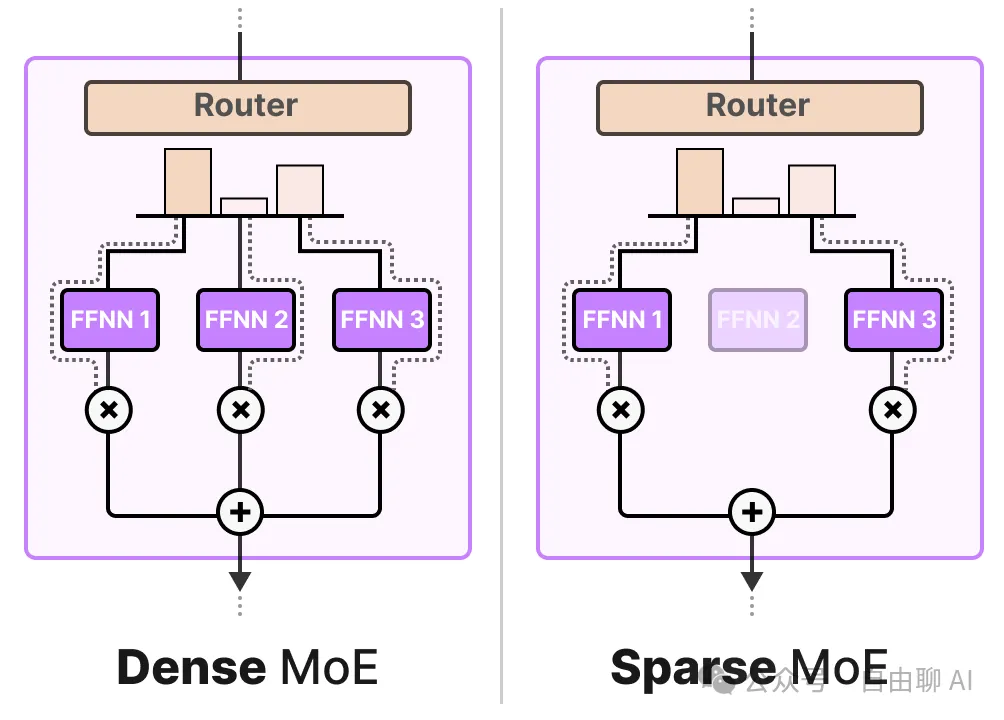 Router
FFNN 1
FFNN 2
FFNN 3
Dense MoE
Router
FFNN 1
FFNN 2
FFNN 3
Sparse MoE
公众号 · 自由聊 AI